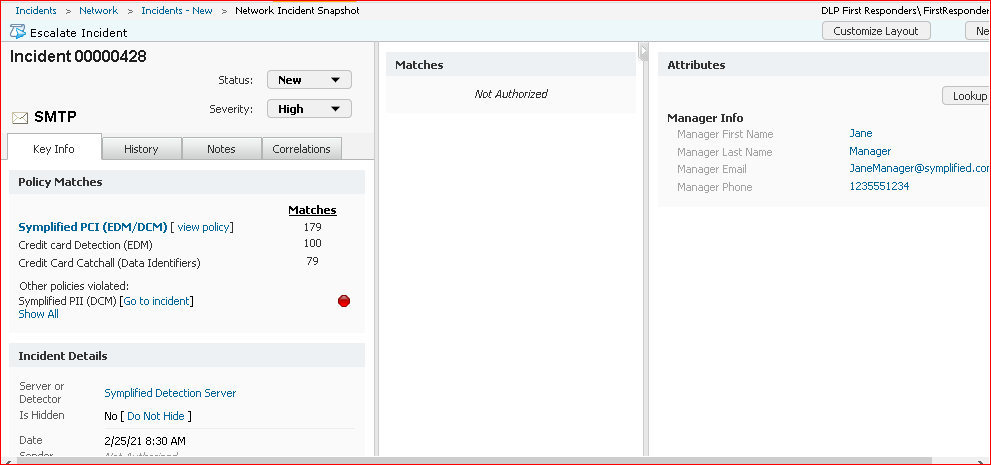 Incidents > Network > Incidents - New > Network Incident Snapshot
DLP First Responders\ FirstResponder
Escalate Incident
Customize Layout
Ne
Incident 00000428
Status: New
Severity: High
SMTP
Key Info History Notes Correlations
Policy Matches
Matches
Symplified PCI (EDM/DCM) [ view policy] 179
Credit card Detection (EDM) 100
Credit Card Catchall (Data Identifiers) 79
Other policies violated:
Symplified PII (DCM) [Go to incident]
Show All
Incident Details
Server or
Detector
Symplified Detection Server
Is Hidden No [ Do Not Hide ]
Date 2/25/21 8:30 AM
Sender Not Authorized
Matches
Not Authorized
Attributes
Lookup
Manager Info
Manager First Name Jane
Manager Last Name Manager
Manager Email JaneManager@symplified.com
Manager Phone 1235551234